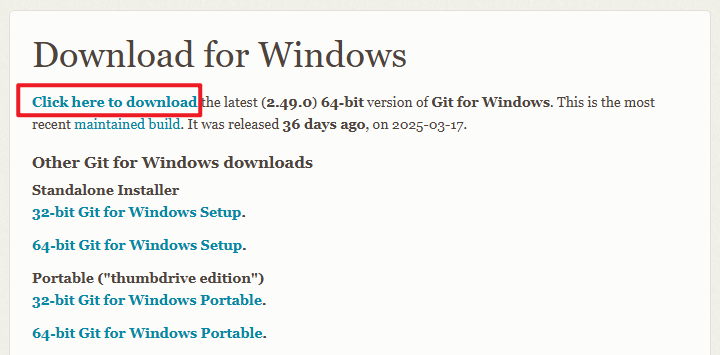 Download for Windows
Click here to download the latest (2.49.0) 64-bit version of Git for Windows. This is the most
recent maintained build. It was released 36 days ago, on 2025-03-17.
Other Git for Windows downloads
Standalone Installer
32-bit Git for Windows Setup.
64-bit Git for Windows Setup.
Portable ("thumbdrive edition")
32-bit Git for Windows Portable.
64-bit Git for Windows Portable.